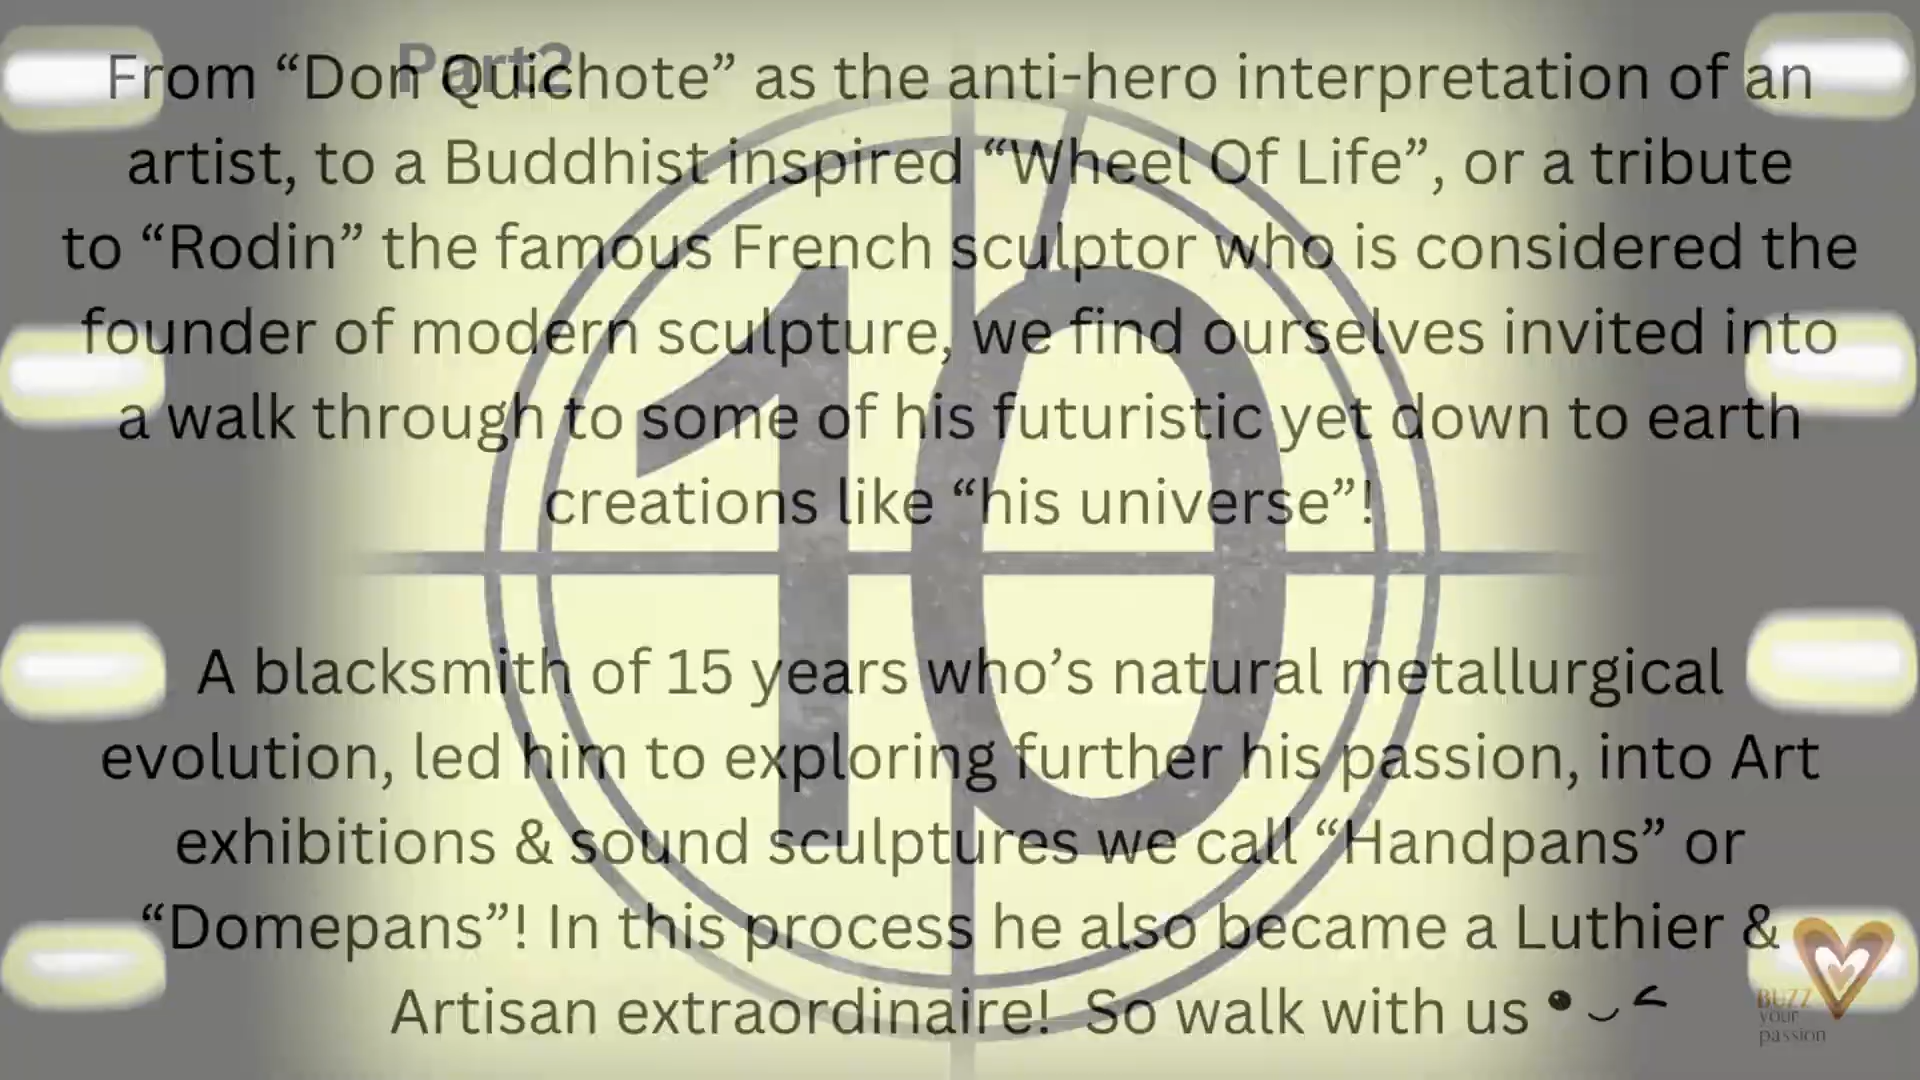 Part2
From “Don Quichote” as the anti-hero interpretation of an
artist, to a Buddhist inspired “Wheel Of Life”, or a tribute
to “Rodin” the famous French sculptor who is considered the
founder of modern sculpture, we find ourselves invited into
a walk through to some of his futuristic yet down to earth
creations like “his universe”!
10
A blacksmith of 15 years who’s natural metallurgical
evolution, led him to exploring further his passion, into Art
exhibitions & sound sculptures we call “Handpans” or
“Domepans”! In this process he also became a Luthier &
Artisan extraordinaire! So walk with us
BUZZ
your
passion